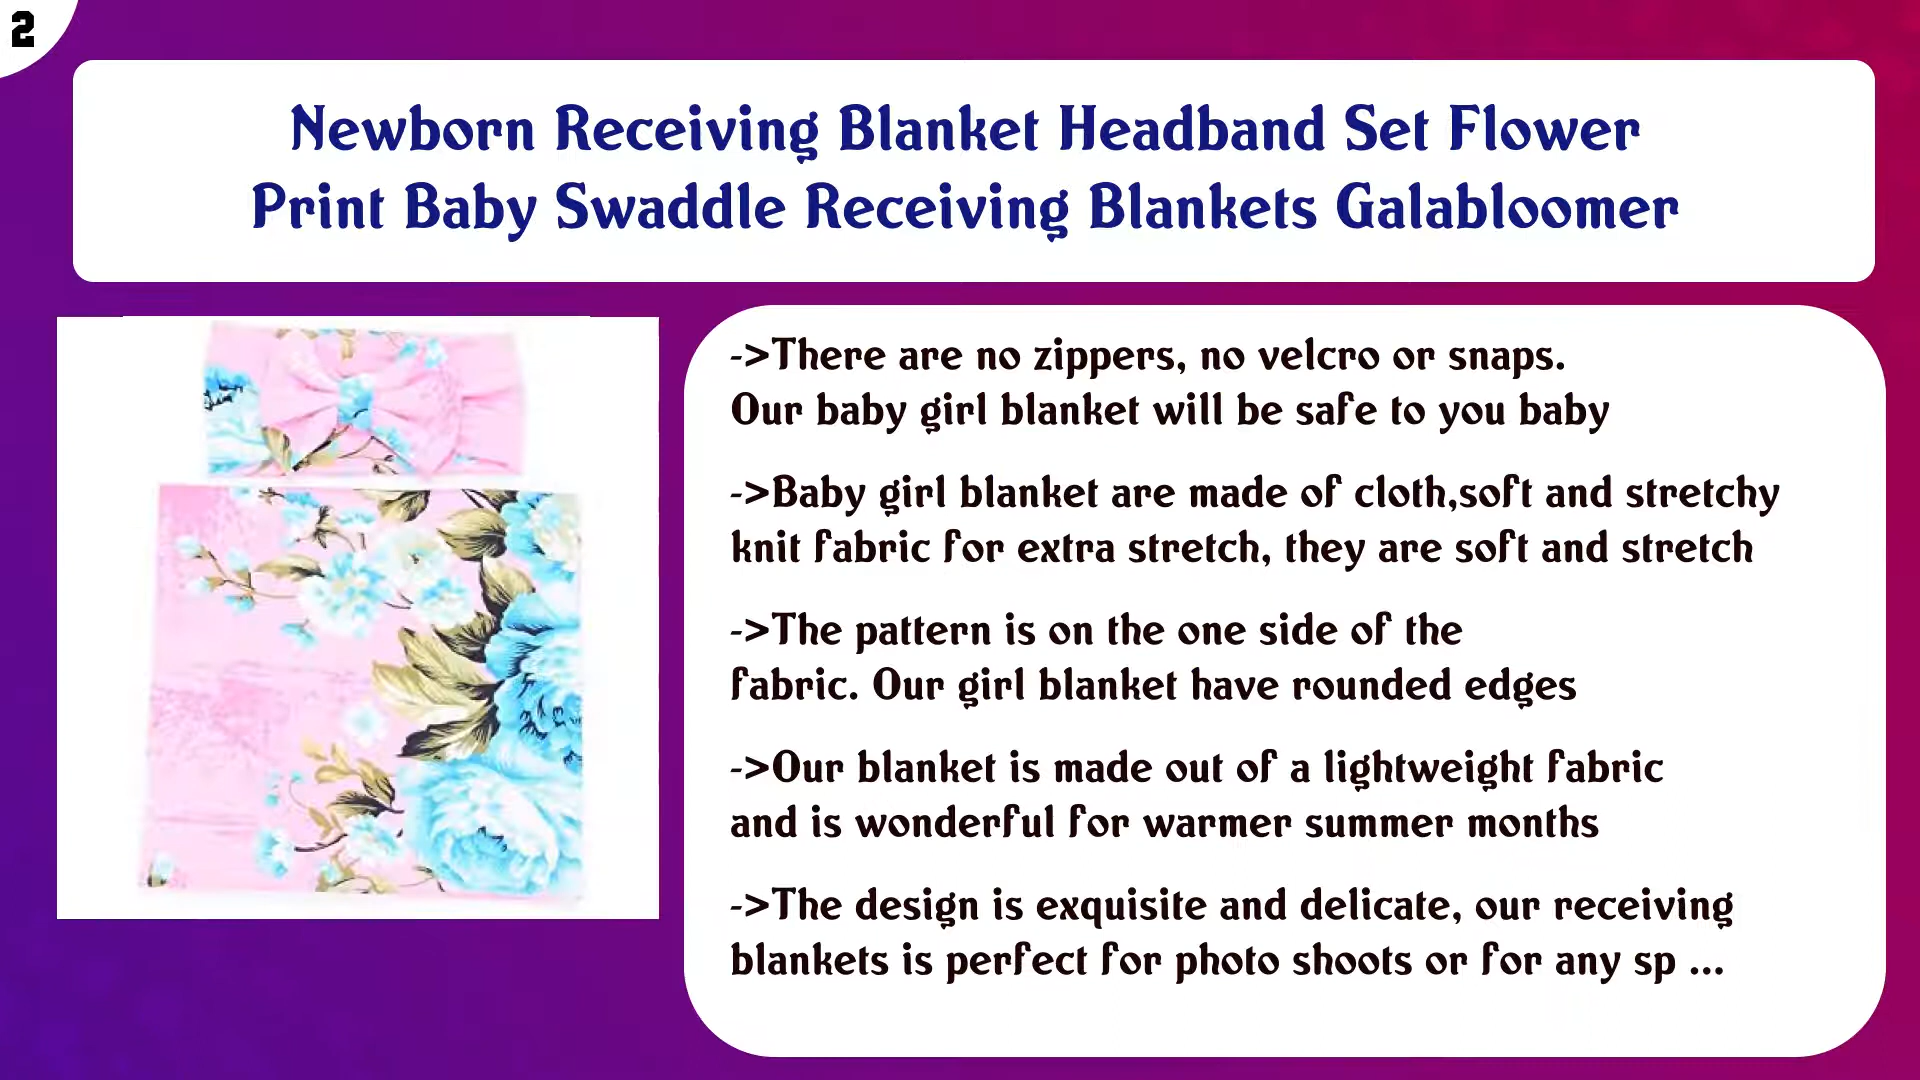 2
Newborn Receiving Blanket Headband Set Flower
Print Baby Swaddle Receiving Blankets Galabloomer
->There are no zippers, no velcro or snaps.
Our baby girl blanket will be safe to you baby
->Baby girl blanket are made of cloth,soft and stretchy
knit fabric for extra stretch, they are soft and stretch
->The pattern is on the one side of the
fabric. Our girl blanket have rounded edges
->Our blanket is made out of a lightweight fabric
and is wonderful for warmer summer months
->The design is exquisite and delicate, our receiving
blankets is perfect for photo shoots or for any sp ...